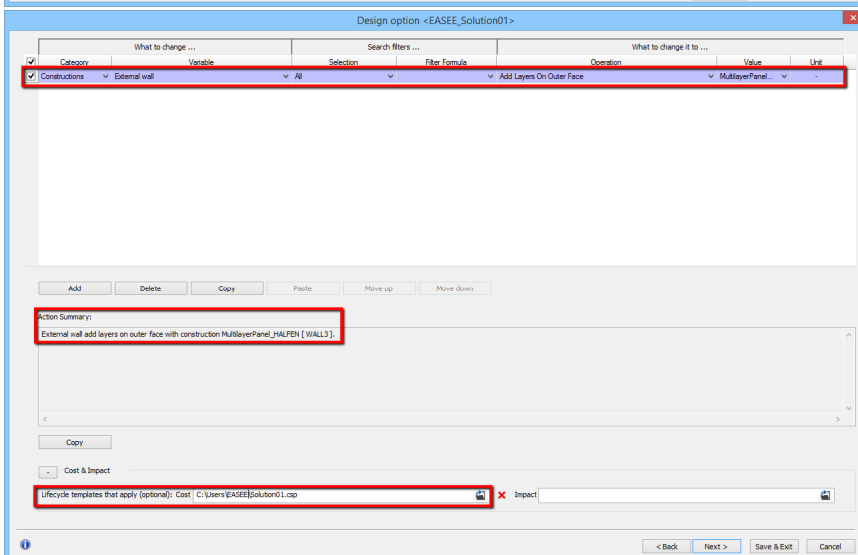 Design option <EASEE_Solution01>
What to change ... Search filters ... What to change it to ...
Category Variable Selection Filter Formula Operation Value Unit
Constructions External wall All Add Layers On Outer Face MultilayerPanel... -
Add Delete Copy Paste Move up Move down
Action Summary:
External wall add layers on outer face with construction MultilayerPanel_HALFEN [ WALL3 ].
Copy
- Cost & Impact
Lifecycle templates that apply (optional): Cost C:\Users\EASEE\Solution01.csp Impact
< Back Next > Save & Exit Cancel